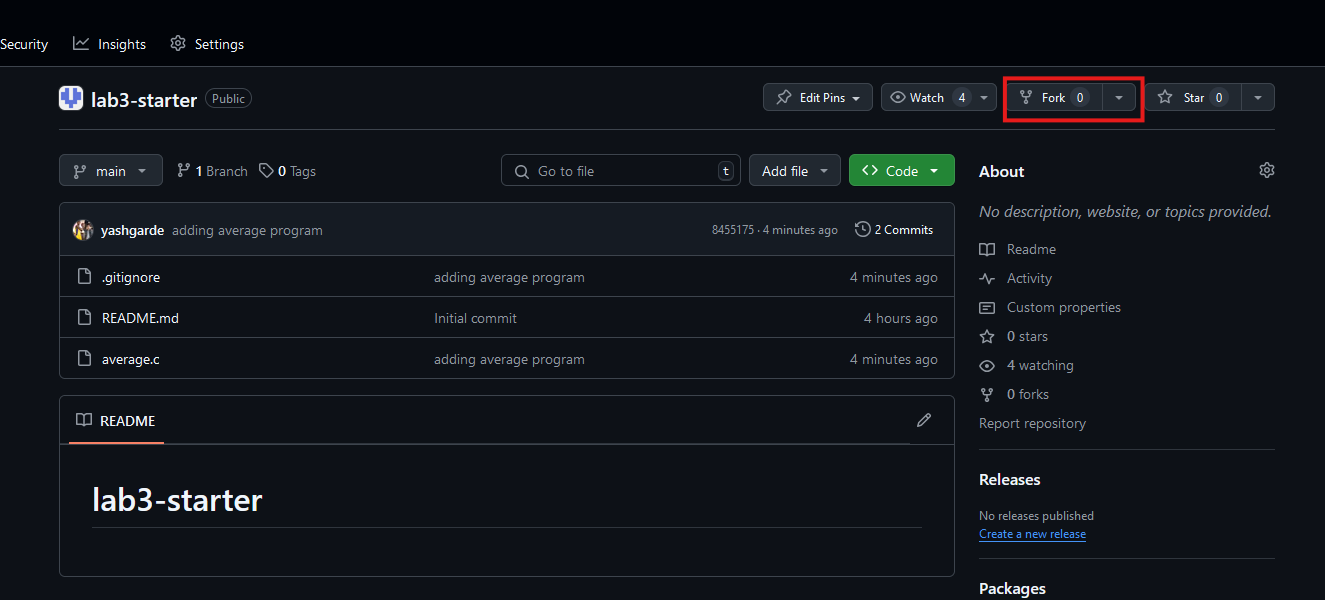 Security Insights Settings
lab3-starter Public Edit Pins Watch 4 Fork 0 Star 0
main 1 Branch 0 Tags Go to file t Add file Code
yashgarde adding average program 8455175 · 4 minutes ago 2 Commits
.gitignore adding average program 4 minutes ago
README.md Initial commit 4 hours ago
average.c adding average program 4 minutes ago
README
lab3-starter
About
No description, website, or topics provided.
Readme
Activity
Custom properties
0 stars
4 watching
0 forks
Report repository
Releases
No releases published
Create a new release
Packages